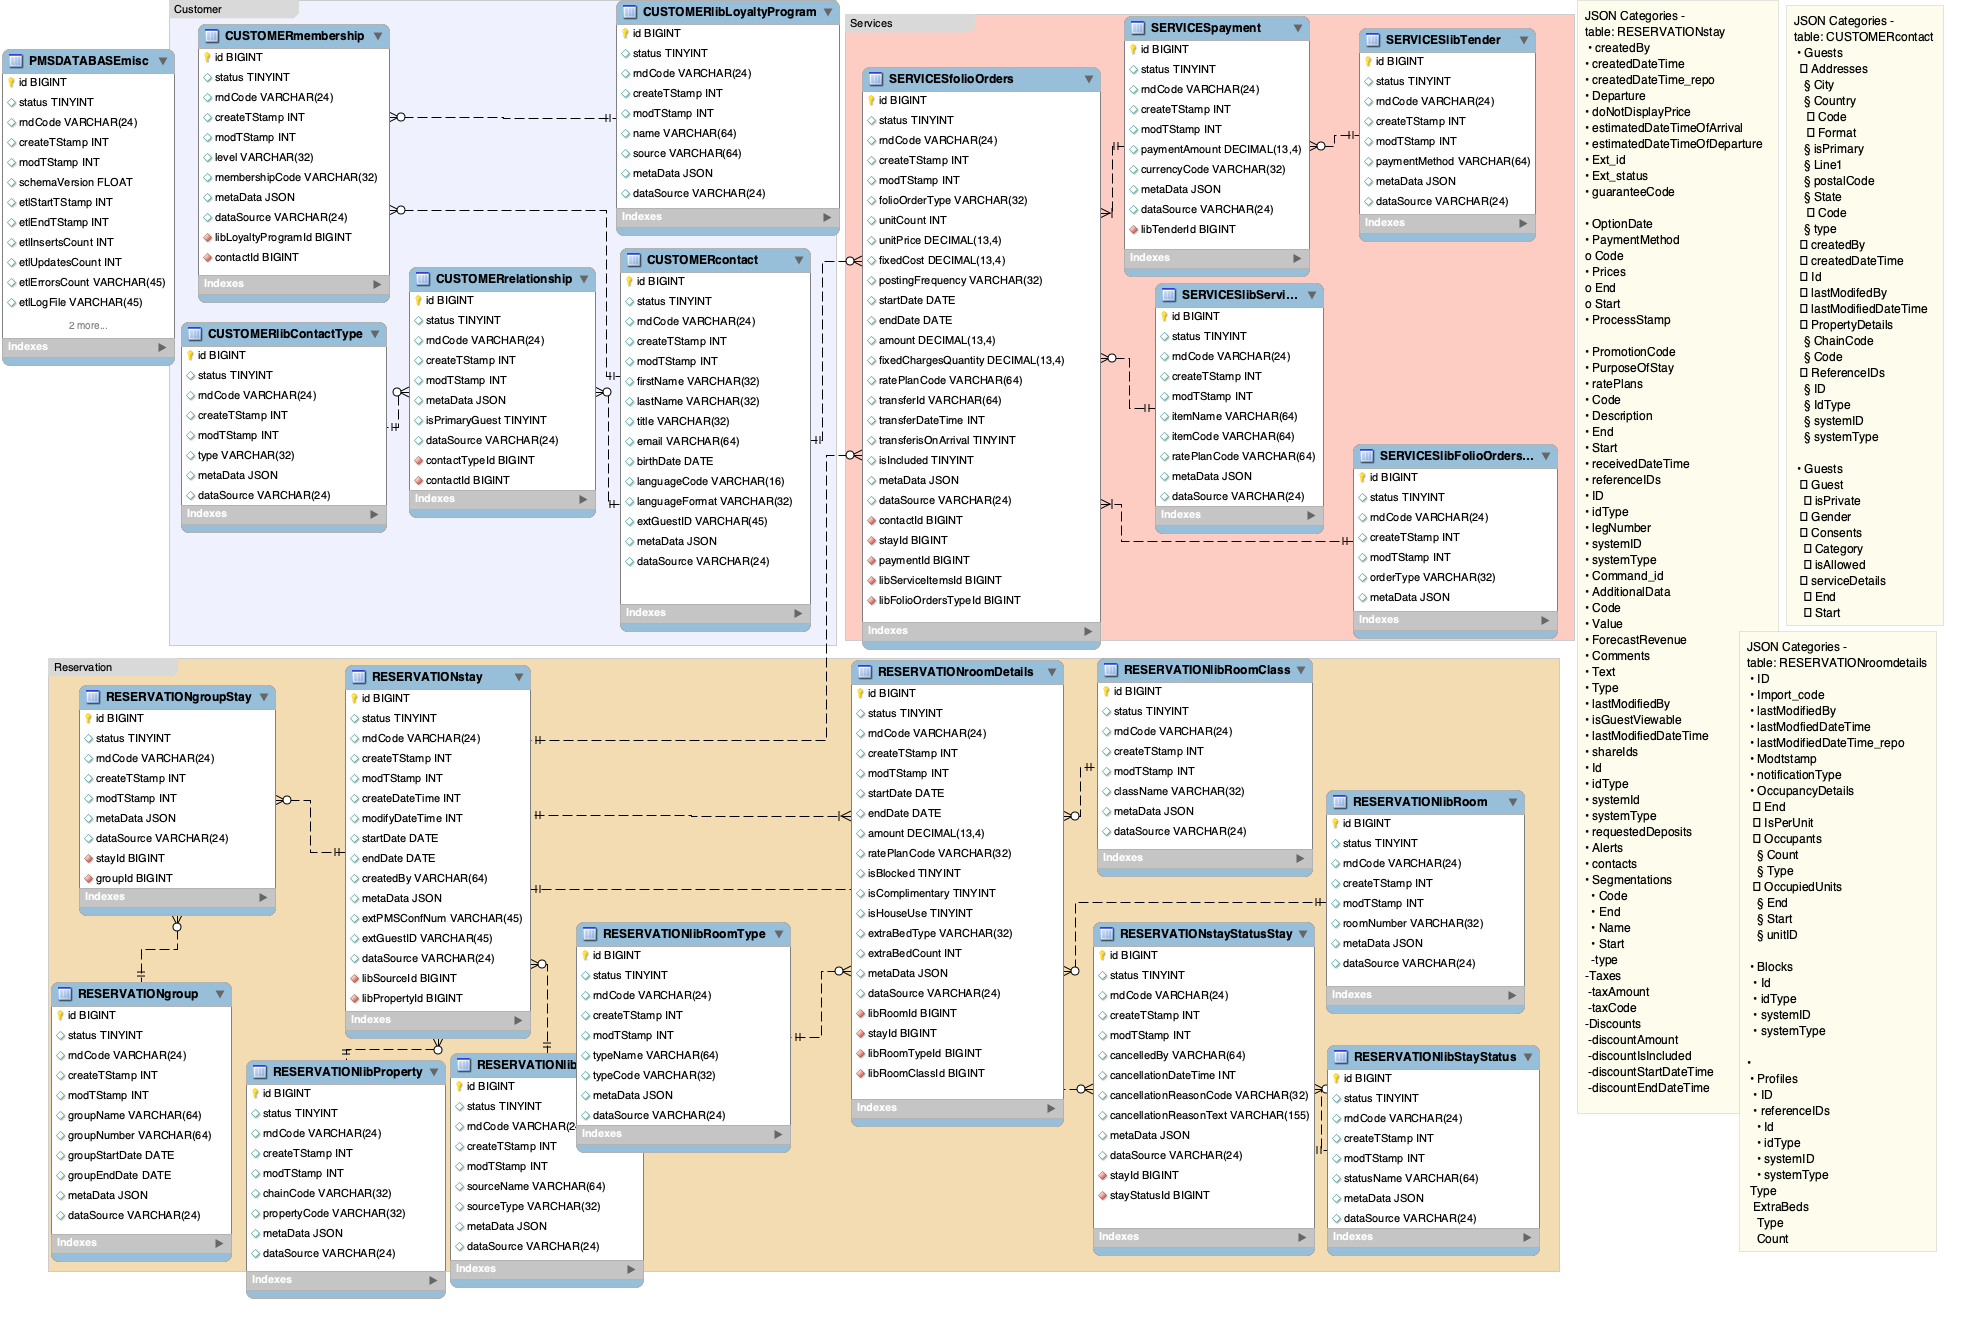 PMSDATABASEmisc
id BIGINT
status TINYINT
rndCode VARCHAR(24)
createTStamp INT
modTStamp INT
schemaVersion FLOAT
etlStartTStamp INT
etlEndTStamp INT
etlInsertsCount INT
etlUpdatesCount INT
etlErrorsCount VARCHAR(45)
etlLogFile VARCHAR(45)
2 more...
Indexes
Customer
CUSTOMERmembership
id BIGINT
status TINYINT
rndCode VARCHAR(24)
createTStamp INT
modTStamp INT
level VARCHAR(32)
membershipCode VARCHAR(32)
metaData JSON
dataSource VARCHAR(24)
libLoyaltyProgramId BIGINT
contactId BIGINT
Indexes
CUSTOMERlibLoyaltyProgram
id BIGINT
status TINYINT
rndCode VARCHAR(24)
createTStamp INT
modTStamp INT
name VARCHAR(64)
source VARCHAR(64)
metaData JSON
dataSource VARCHAR(24)
Indexes
CUSTOMERlibContactType
id BIGINT
status TINYINT
rndCode VARCHAR(24)
createTStamp INT
modTStamp INT
type VARCHAR(32)
metaData JSON
dataSource VARCHAR(24)
Indexes
CUSTOMERrelationship
id BIGINT
status TINYINT
rndCode VARCHAR(24)
createTStamp INT
modTStamp INT
metaData JSON
isPrimaryGuest TINYINT
dataSource VARCHAR(24)
contactTypeId BIGINT
contactId BIGINT
Indexes
CUSTOMERcontact
id BIGINT
status TINYINT
rndCode VARCHAR(24)
createTStamp INT
modTStamp INT
firstName VARCHAR(32)
lastName VARCHAR(32)
title VARCHAR(32)
email VARCHAR(64)
birthDate DATE
languageCode VARCHAR(16)
languageFormat VARCHAR(32)
extGuestID VARCHAR(45)
metaData JSON
dataSource VARCHAR(24)
Indexes
Services
SERVICESfolioOrders
id BIGINT
status TINYINT
rndCode VARCHAR(24)
createTStamp INT
modTStamp INT
folioOrderType VARCHAR(32)
unitCount INT
unitPrice DECIMAL(13,4)
fixedCost DECIMAL(13,4)
postingFrequency VARCHAR(32)
startDate DATE
endDate DATE
amount DECIMAL(13,4)
fixedChargesQuantity DECIMAL(13,4)
ratePlanCode VARCHAR(64)
transferId VARCHAR(64)
transferDateTime INT
transferisOnArrival TINYINT
isIncluded TINYINT
metaData JSON
dataSource VARCHAR(24)
contactId BIGINT
stayId BIGINT
paymentId BIGINT
libServiceItemsId BIGINT
libFolioOrdersTypeId BIGINT
Indexes
SERVICESpayment
id BIGINT
status TINYINT
rndCode VARCHAR(24)
createTStamp INT
modTStamp INT
paymentAmount DECIMAL(13,4)
currencyCode VARCHAR(32)
metaData JSON
dataSource VARCHAR(24)
libTenderId BIGINT
Indexes
SERVICESlibTender
id BIGINT
status TINYINT
rndCode VARCHAR(24)
createTStamp INT
modTStamp INT
paymentMethod VARCHAR(64)
metaData JSON
dataSource VARCHAR(24)
Indexes
SERVICESlibServi...
id BIGINT
status TINYINT
rndCode VARCHAR(24)
createTStamp INT
modTStamp INT
itemName VARCHAR(64)
itemCode VARCHAR(64)
ratePlanCode VARCHAR(64)
metaData JSON
dataSource VARCHAR(24)
Indexes
SERVICESlibFolioOrders...
id BIGINT
status TINYINT
rndCode VARCHAR(24)
createTStamp INT
modTStamp INT
orderType VARCHAR(32)
metaData JSON
Indexes
Reservation
RESERVATIONgroupStay
id BIGINT
status TINYINT
rndCode VARCHAR(24)
createTStamp INT
modTStamp INT
metaData JSON
dataSource VARCHAR(24)
stayId BIGINT
groupId BIGINT
Indexes
RESERVATIONgroup
id BIGINT
status TINYINT
rndCode VARCHAR(24)
createTStamp INT
modTStamp INT
groupName VARCHAR(64)
groupNumber VARCHAR(64)
groupStartDate DATE
groupEndDate DATE
metaData JSON
dataSource VARCHAR(24)
Indexes
RESERVATIONstay
id BIGINT
status TINYINT
rndCode VARCHAR(24)
createTStamp INT
modTStamp INT
createDateTime INT
modifyDateTime INT
startDate DATE
endDate DATE
createdBy VARCHAR(64)
metaData JSON
extPMSConfNum VARCHAR(45)
extGuestID VARCHAR(45)
dataSource VARCHAR(24)
libSourceId BIGINT
libPropertyId BIGINT
Indexes
RESERVATIONlibProperty
id BIGINT
status TINYINT
rndCode VARCHAR(24)
createTStamp INT
modTStamp INT
chainCode VARCHAR(32)
propertyCode VARCHAR(32)
metaData JSON
dataSource VARCHAR(24)
Indexes
RESERVATIONlib
id BIGINT
status TINYINT
rndCode VARCHAR(2
createTStamp INT
modTStamp INT
sourceName VARCHAR(64)
sourceType VARCHAR(32)
metaData JSON
dataSource VARCHAR(24)
Indexes
RESERVATIONlibRoomType
id BIGINT
status TINYINT
rndCode VARCHAR(24)
createTStamp INT
modTStamp INT
typeName VARCHAR(64)
typeCode VARCHAR(32)
metaData JSON
dataSource VARCHAR(24)
Indexes
RESERVATIONroomDetails
id BIGINT
status TINYINT
rndCode VARCHAR(24)
createTStamp INT
modTStamp INT
startDate DATE
endDate DATE
amount DECIMAL(13,4)
ratePlanCode VARCHAR(32)
isBlocked TINYINT
isComplimentary TINYINT
isHouseUse TINYINT
extraBedType VARCHAR(32)
extraBedCount INT
metaData JSON
dataSource VARCHAR(24)
libRoomId BIGINT
stayId BIGINT
libRoomTypeId BIGINT
libRoomClassId BIGINT
Indexes
RESERVATIONlibRoomClass
id BIGINT
status TINYINT
rndCode VARCHAR(24)
createTStamp INT
modTStamp INT
className VARCHAR(32)
metaData JSON
dataSource VARCHAR(24)
Indexes
RESERVATIONlibRoom
id BIGINT
status TINYINT
rndCode VARCHAR(24)
createTStamp INT
modTStamp INT
roomNumber VARCHAR(32)
metaData JSON
dataSource VARCHAR(24)
Indexes
RESERVATIONstayStatusStay
id BIGINT
status TINYINT
rndCode VARCHAR(24)
createTStamp INT
modTStamp INT
cancelledBy VARCHAR(64)
cancellationDateTime INT
cancellationReasonCode VARCHAR(32)
cancellationReasonText VARCHAR(155)
metaData JSON
dataSource VARCHAR(24)
stayId BIGINT
stayStatusId BIGINT
Indexes
RESERVATIONlibStayStatus
id BIGINT
status TINYINT
rndCode VARCHAR(24)
createTStamp INT
modTStamp INT
statusName VARCHAR(64)
metaData JSON
dataSource VARCHAR(24)
Indexes
JSON Categories -
table: RESERVATIONstay
• createdBy
• createdDateTime
• createdDateTime_repo
• Departure
• doNotDisplayPrice
• estimatedDateTimeOfArrival
• estimatedDateTimeOfDeparture
• Ext_id
• Ext_status
• guaranteeCode
• OptionDate
• PaymentMethod
o Code
• Prices
o End
o Start
• ProcessStamp
• PromotionCode
• PurposeOfStay
• ratePlans
• Code
• Description
• End
• Start
• receivedDateTime
• referenceIDs
• ID
• idType
• legNumber
• systemID
• systemType
• Command_id
• AdditionalData
• Code
• Value
• ForecastRevenue
• Comments
• Text
• Type
• lastModifiedBy
• isGuestViewable
• lastModifiedDateTime
• shareIds
• Id
• idType
• systemId
• systemType
• requestedDeposits
• Alerts
• contacts
• Segmentations
• Code
• End
• Name
• Start
-type
-Taxes
-taxAmount
-taxCode
-Discounts
-discountAmount
-discountIsIncluded
-discountStartDateTime
-discountEndDateTime
JSON Categories -
table: CUSTOMERcontact
• Guests
□ Addresses
§ City
§ Country
□ Code
□ Format
§ isPrimary
§ Line1
§ postalCode
§ State
□ Code
§ type
□ createdBy
□ createdDateTime
□ Id
□ lastModifedBy
□ lastModifiedDateTime
□ PropertyDetails
§ ChainCode
§ Code
□ ReferenceIDs
§ ID
§ IdType
§ systemID
§ systemType
• Guests
□ Guest
□ isPrivate
□ Gender
□ Consents
□ Category
□ isAllowed
□ serviceDetails
□ End
□ Start
JSON Categories -
table: RESERVATIONroomdetails
• ID
• Import_code
• lastModifiedBy
• lastModfiedDateTime
• lastModifiedDateTime_repo
• Modtstamp
• notificationType
• OccupancyDetails
□ End
□ IsPerUnit
□ Occupants
§ Count
§ Type
□ OccupiedUnits
§ End
§ Start
§ unitID
• Blocks
• Id
• idType
• systemID
• systemType
•
• Profiles
• ID
• referenceIDs
• Id
• idType
• systemID
• systemType
Type
ExtraBeds
Type
Count